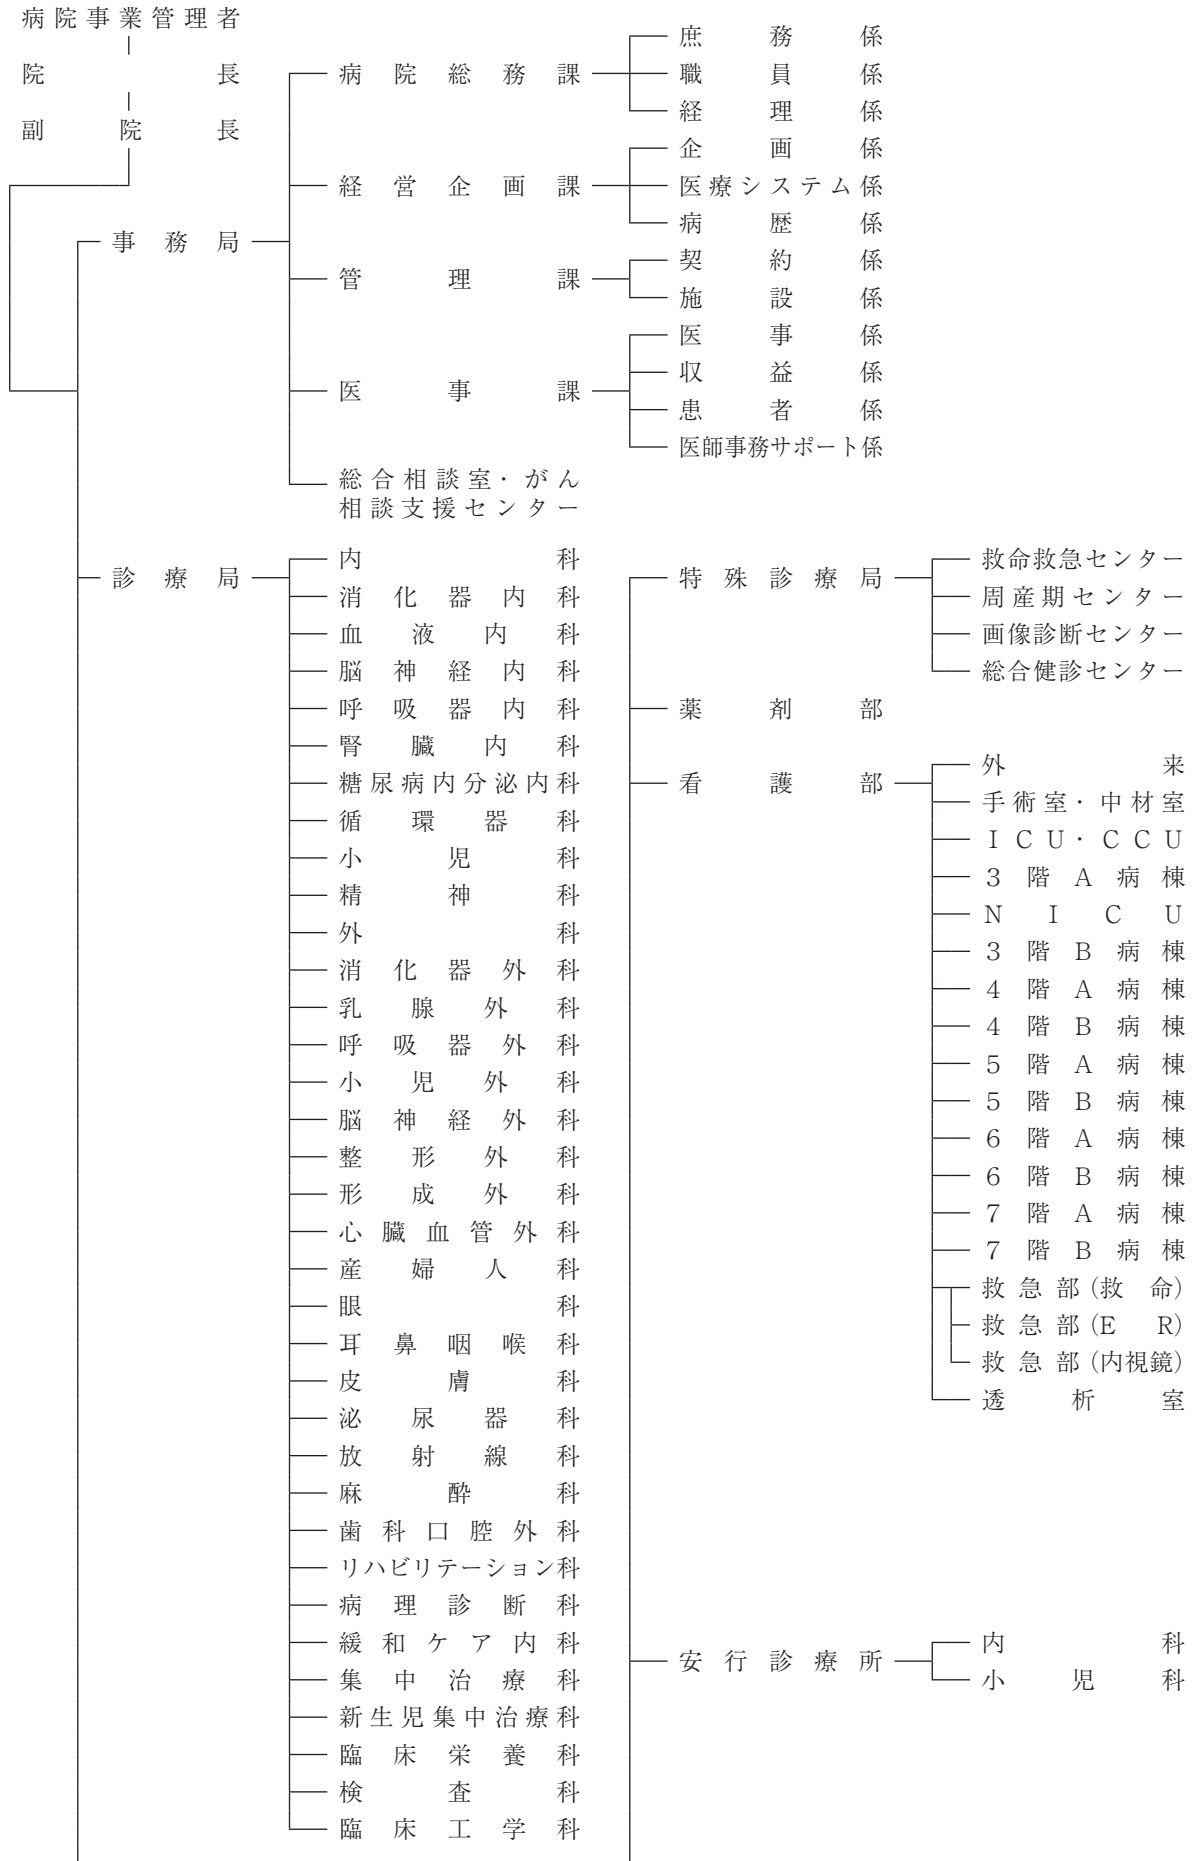 病院事業管理者
院長
副院長
事務局
病院総務課
庶務係
職員係
経理係
経営企画課
企画係
医療システム係
病歴係
管理課
契約係
施設係
医事課
医事係
収益係
患者係
医師事務サポート係
総合相談室・がん
相談支援センター
診療局
内科
消化器内科
血液内科
脳神経内科
呼吸器内科
腎臓内科
糖尿病内分泌内科
循環器科
小児科
精神科
外科
消化器外科
乳腺外科
呼吸器外科
小児外科
脳神経外科
整形外科
形成外科
心臓血管外科
産婦人科
眼科
耳鼻咽喉科
皮膚科
泌尿器科
放射線科
麻酔科
歯科口腔外科
リハビリテーション科
病理診断科
緩和ケア内科
集中治療科
新生児集中治療科
臨床栄養科
検査科
臨床工学科
特殊診療局
救命救急センター
周産期センター
画像診断センター
総合健診センター
薬剤部
看護部
外来
手術室・中材室
ICU・CCU
3階A病棟
NICU
3階B病棟
4階A病棟
4階B病棟
5階A病棟
5階B病棟
6階A病棟
6階B病棟
7階A病棟
7階B病棟
救急部(救命)
救急部(ER)
救急部(内視鏡)
透析室
安行診療所
内科
小児科